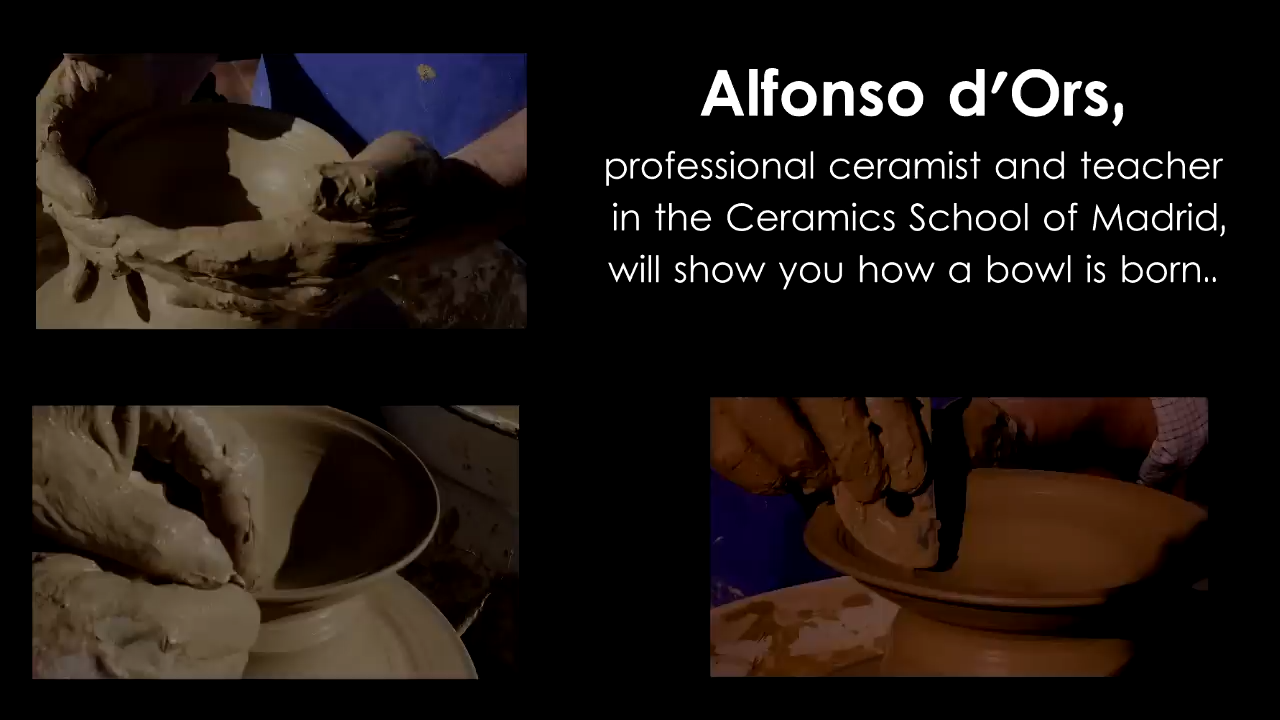 Alfonso d’Ors,
professional ceramist and teacher
in the Ceramics School of Madrid,
will show you how a bowl is born..